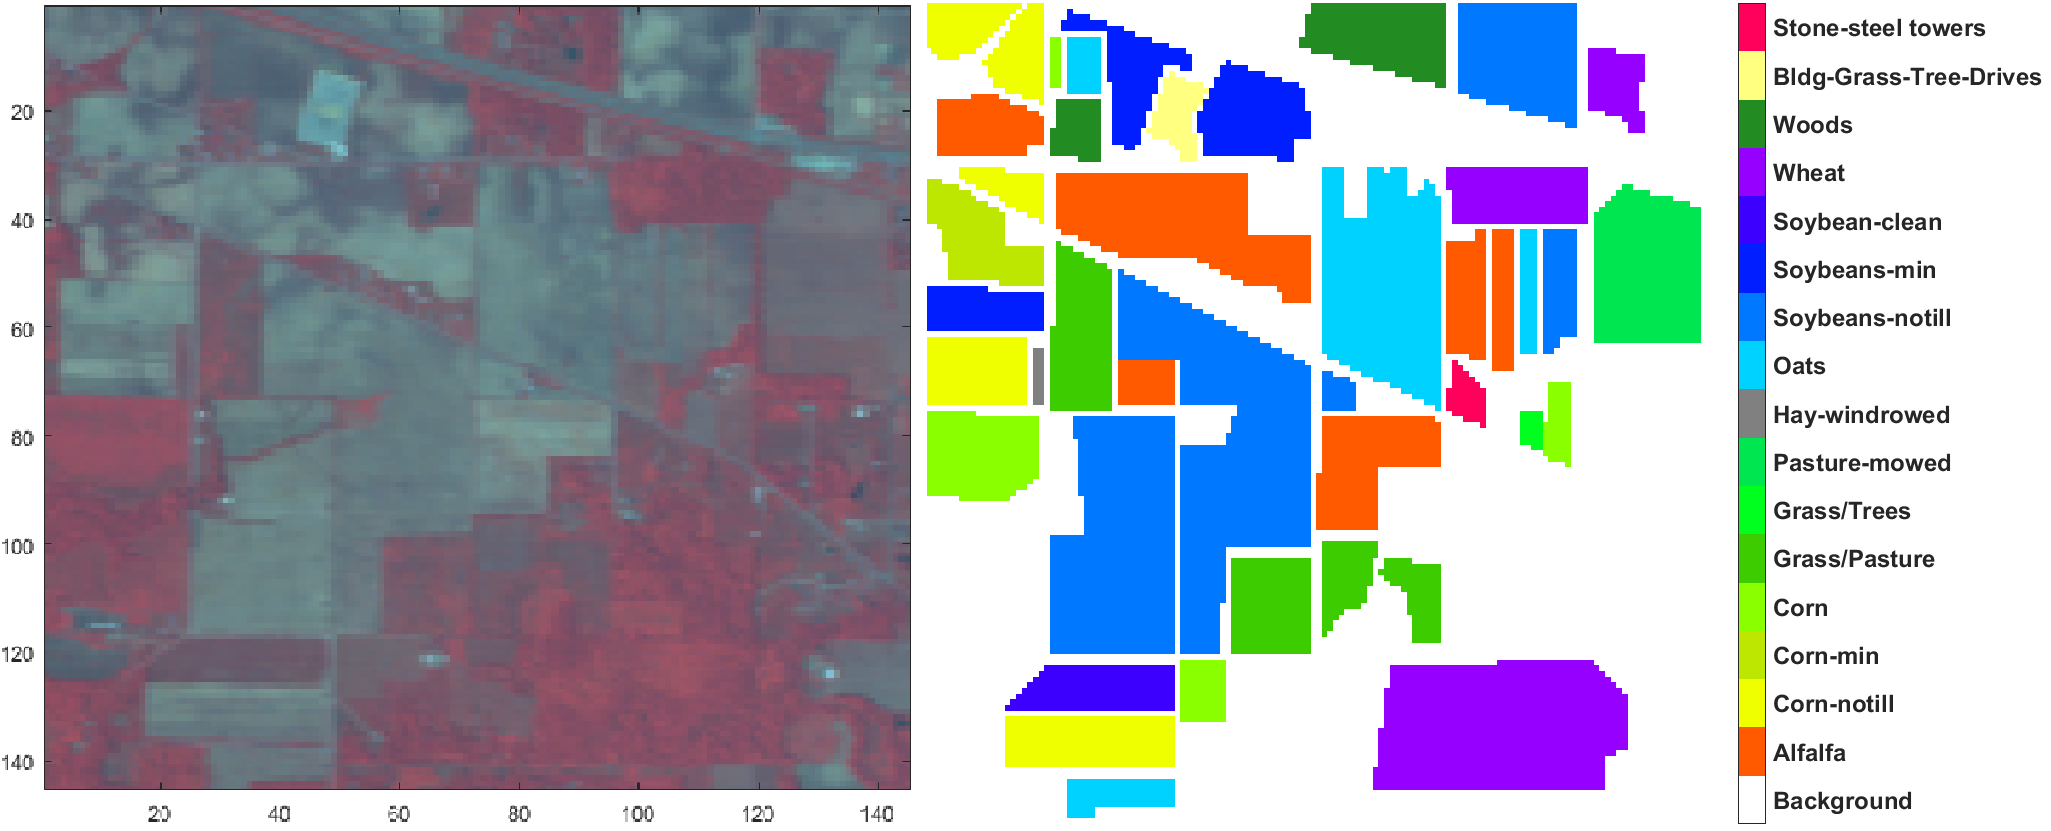 20
40
60
80
100
120
140
20 40 60 80 100 120 140
Stone-steel towers
Bldg-Grass-Tree-Drives
Woods
Wheat
Soybean-clean
Soybeans-min
Soybeans-notill
Oats
Hay-windrowed
Pasture-mowed
Grass/Trees
Grass/Pasture
Corn
Corn-min
Corn-notill
Alfalfa
Background